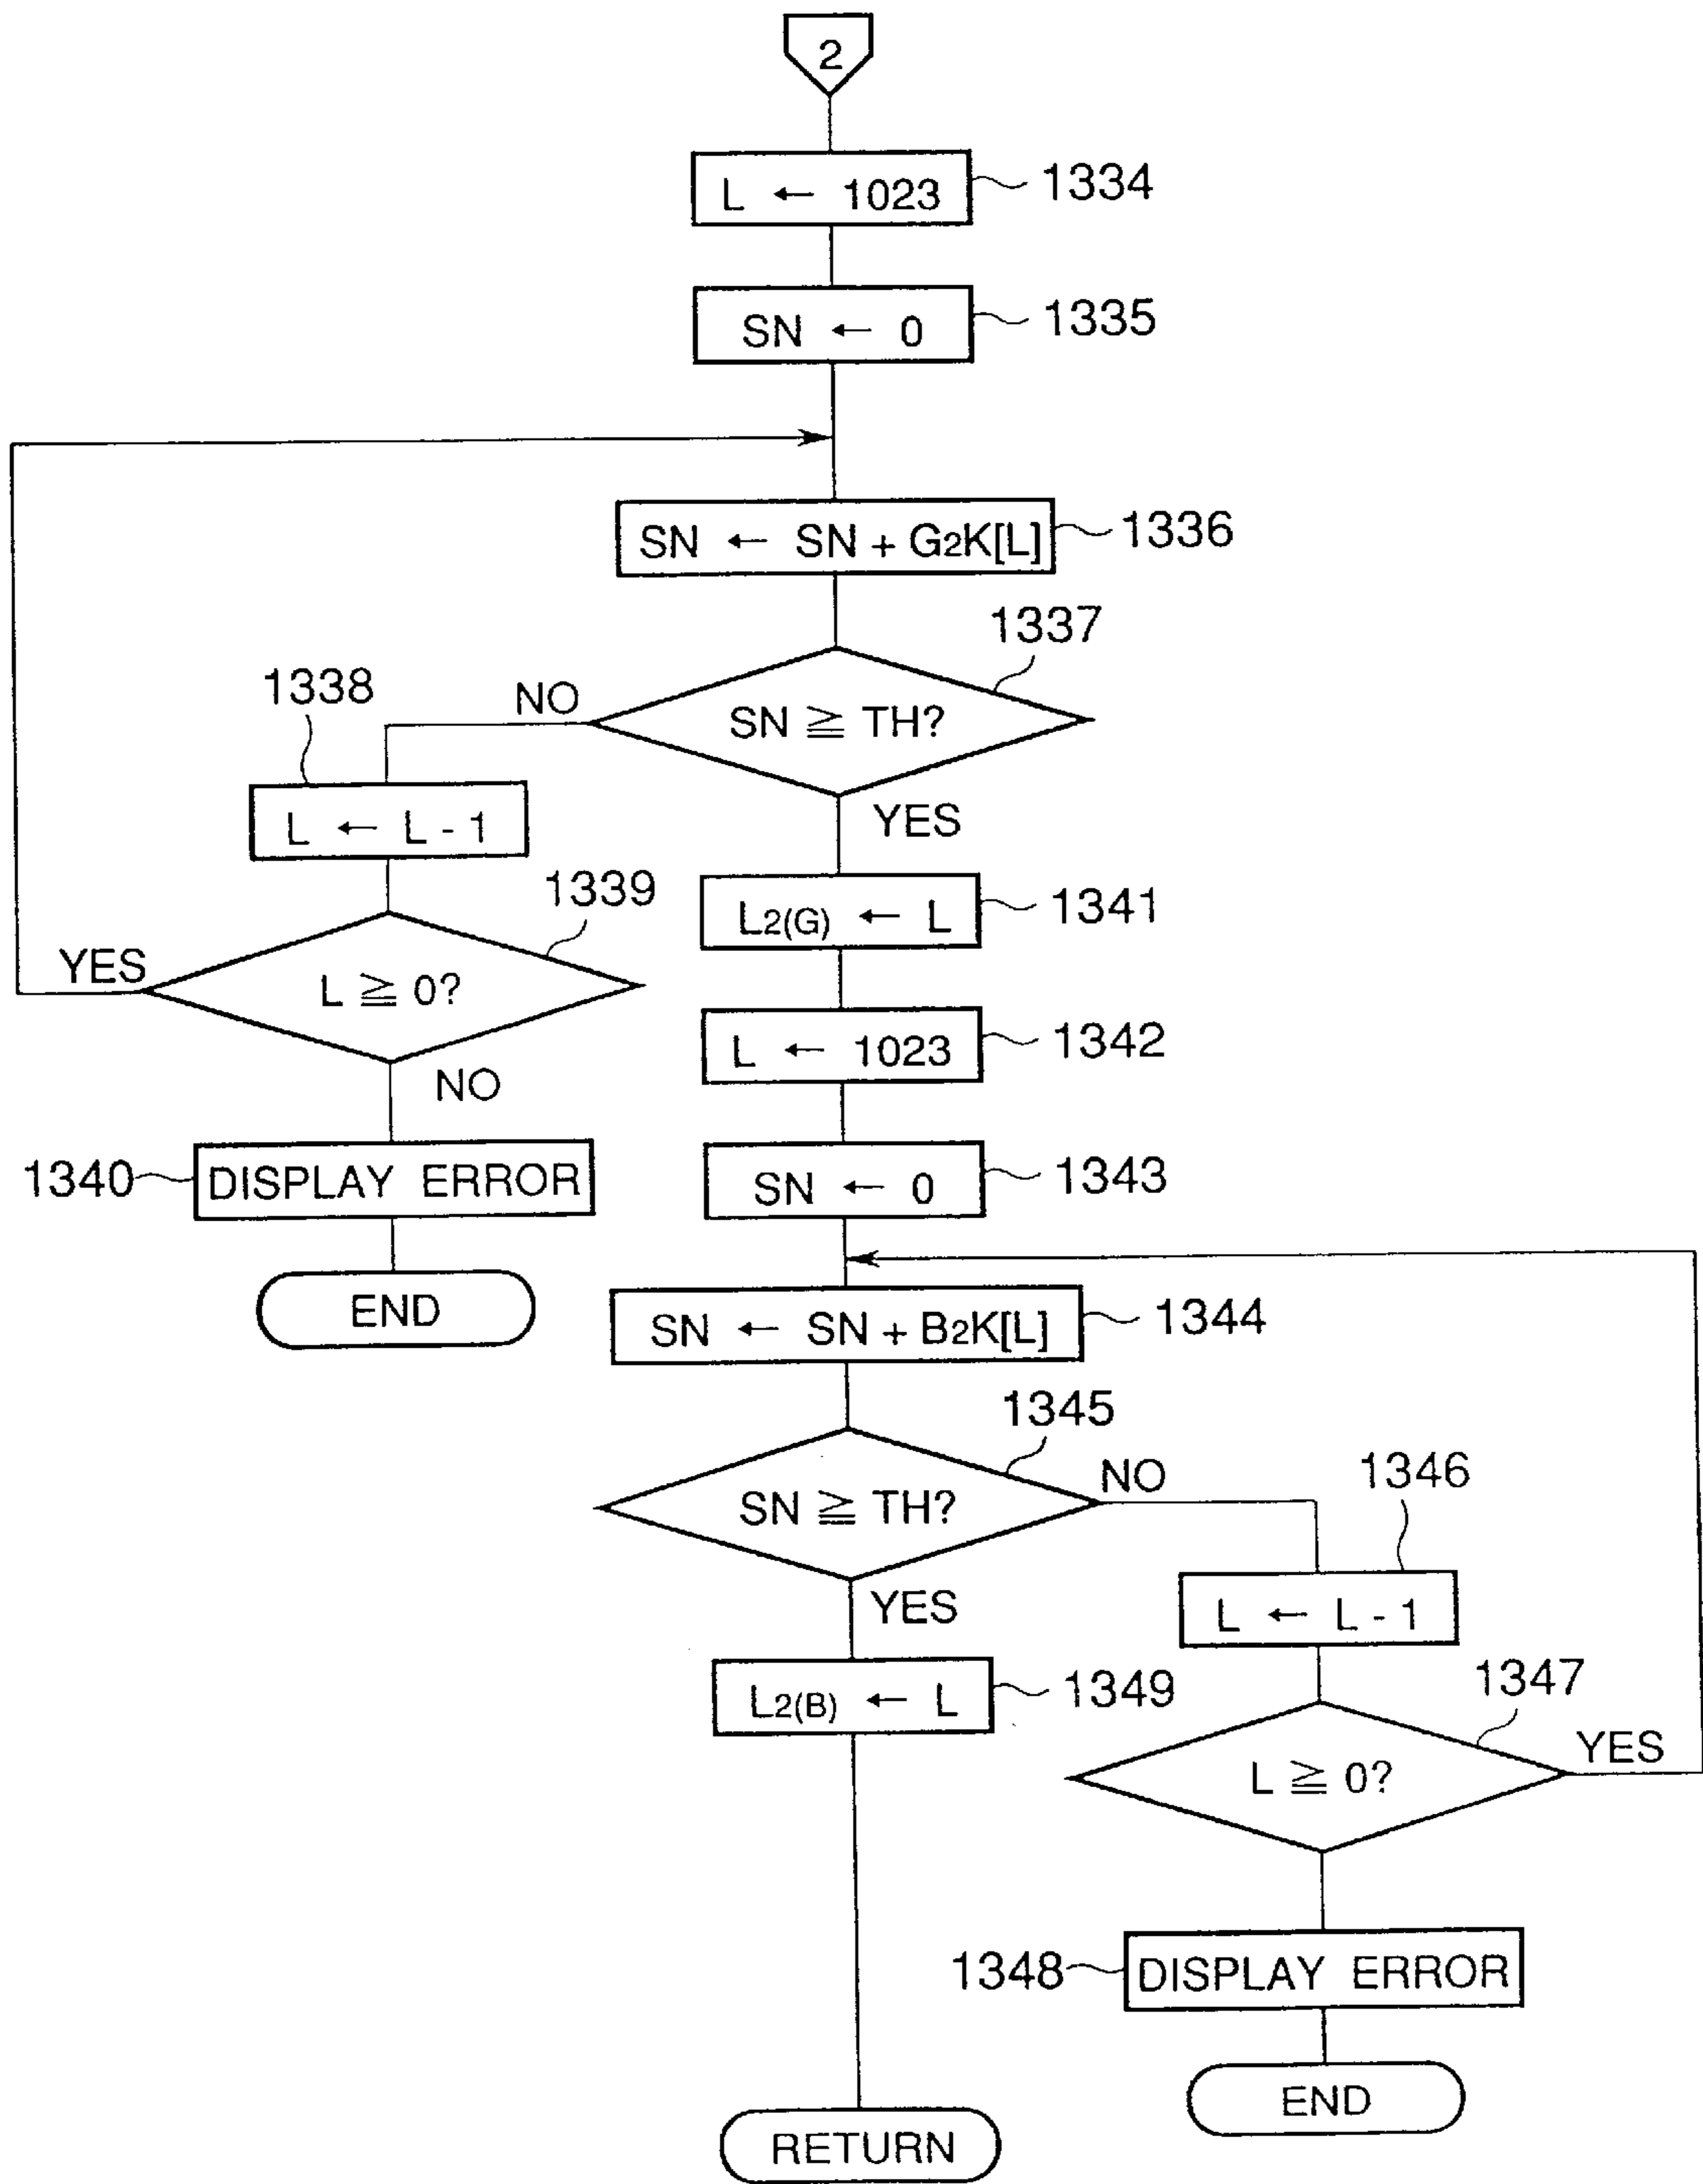 2
L ← 1023
1334
SN ← 0
1335
SN ← SN + G2K[L]
1336
1337
SN ≧ TH?
NO
YES
1338
L ← L - 1
1339
L ≧ 0?
YES
NO
1340
DISPLAY ERROR
END
L2(G) ← L
1341
L ← 1023
1342
SN ← 0
1343
SN ← SN + B2K[L]
1344
1345
SN ≧ TH?
NO
YES
1346
L ← L - 1
1347
L ≧ 0?
YES
1348
DISPLAY ERROR
END
L2(B) ← L
1349
RETURN